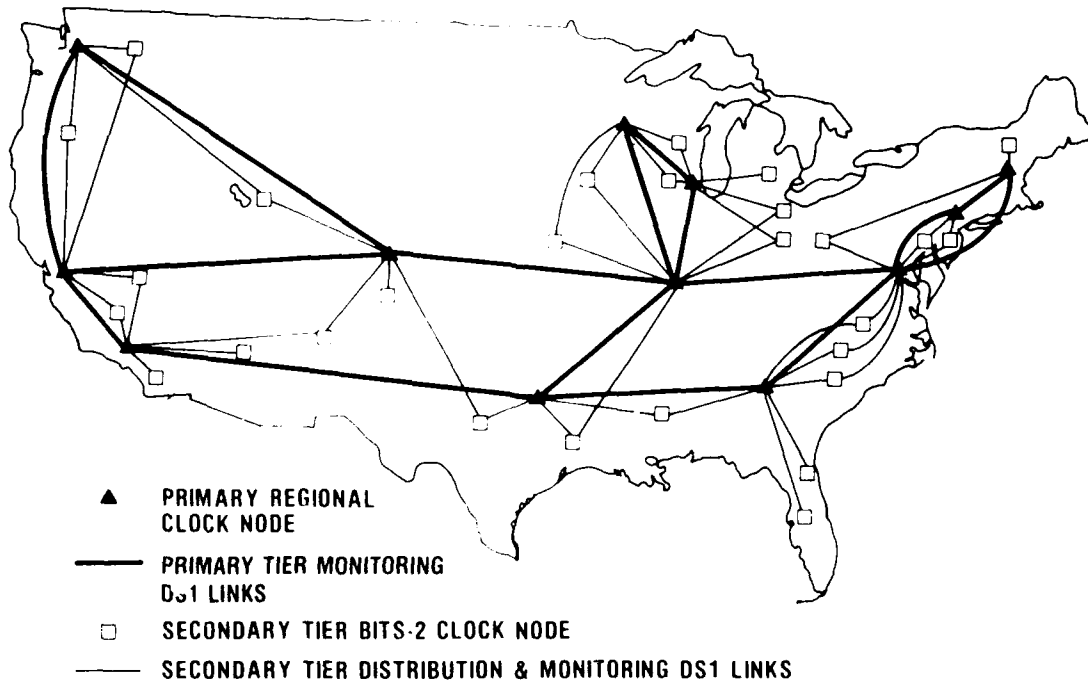 ▲ PRIMARY REGIONAL
CLOCK NODE
PRIMARY TIER MONITORING
DS1 LINKS
□ SECONDARY TIER BITS-2 CLOCK NODE
SECONDARY TIER DISTRIBUTION & MONITORING DS1 LINKS